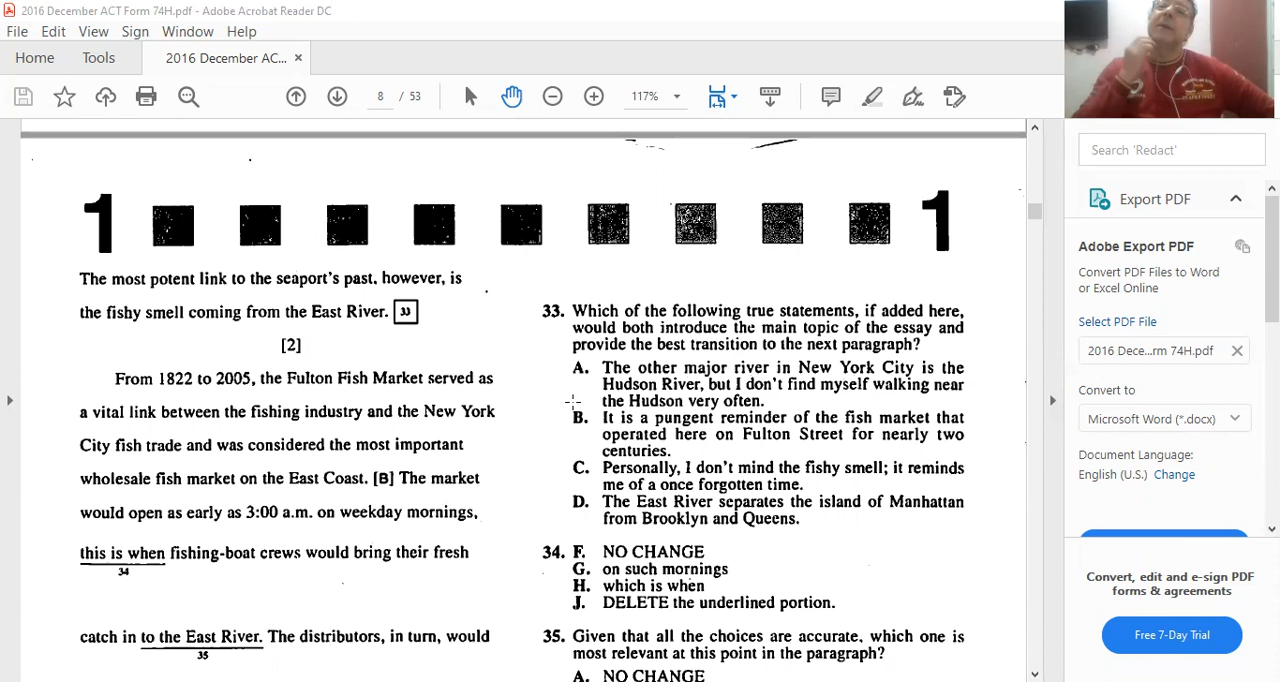 2016 December ACT Form 74H.pdf - Adobe Acrobat Reader DC
File Edit View Sign Window Help
Home Tools 2016 December AC... ×
8 / 53 117%
1 1
The most potent link to the seaport's past, however, is
the fishy smell coming from the East River. 33
[2]
From 1822 to 2005, the Fulton Fish Market served as
a vital link between the fishing industry and the New York
City fish trade and was considered the most important
wholesale fish market on the East Coast. [B] The market
would open as early as 3:00 a.m. on weekday mornings,
this is when fishing-boat crews would bring their fresh
34
catch in to the East River. The distributors, in turn, would
35
33. Which of the following true statements, if added here,
would both introduce the main topic of the essay and
provide the best transition to the next paragraph?
A. The other major river in New York City is the
Hudson River, but I don't find myself walking near
the Hudson very often.
B. It is a pungent reminder of the fish market that
operated here on Fulton Street for nearly two
centuries.
C. Personally, I don't mind the fishy smell; it reminds
me of a once forgotten time.
D. The East River separates the island of Manhattan
from Brooklyn and Queens.
34. F. NO CHANGE
G. on such mornings
H. which is when
J. DELETE the underlined portion.
35. Given that all the choices are accurate, which one is
most relevant at this point in the paragraph?
A. NO CHANGE
Search 'Redact'
Export PDF
Adobe Export PDF
Convert PDF Files to Word
or Excel Online
Select PDF File
2016 Dece...rm 74H.pdf ×
Convert to
Microsoft Word (*.docx)
Document Language:
English (U.S.) Change
Convert, edit and e-sign PDF
forms & agreements
Free 7-Day Trial